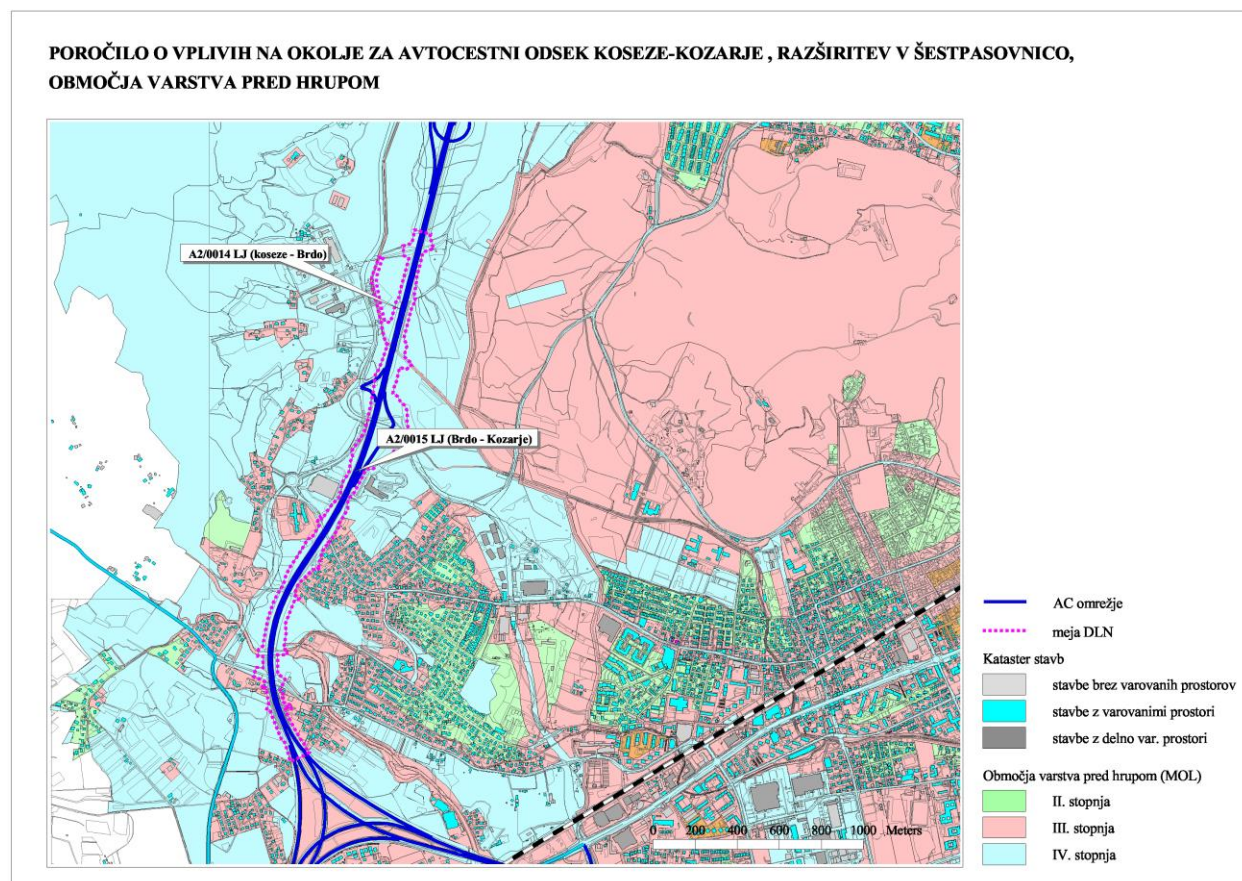 POROČILO O VPLIVIH NA OKOLJE ZA AVTOCESTNI ODSEK KOSEZE-KOZARJE , RAZŠIRITEV V ŠESTPASOVNICO,
OBMOČJA VARSTVA PRED HRUPOM
A2/0014 LJ (koseze - Brdo)
A2/0015 LJ (Brdo - Kozarje)
AC omrežje
meja DLN
Kataster stavb
stavbe brez varovanih prostorov
stavbe z varovanimi prostori
stavbe z delno var. prostori
Območja varstva pred hrupom (MOL)
II. stopnja
III. stopnja
IV. stopnja
0 200 400 600 800 1000 Meters